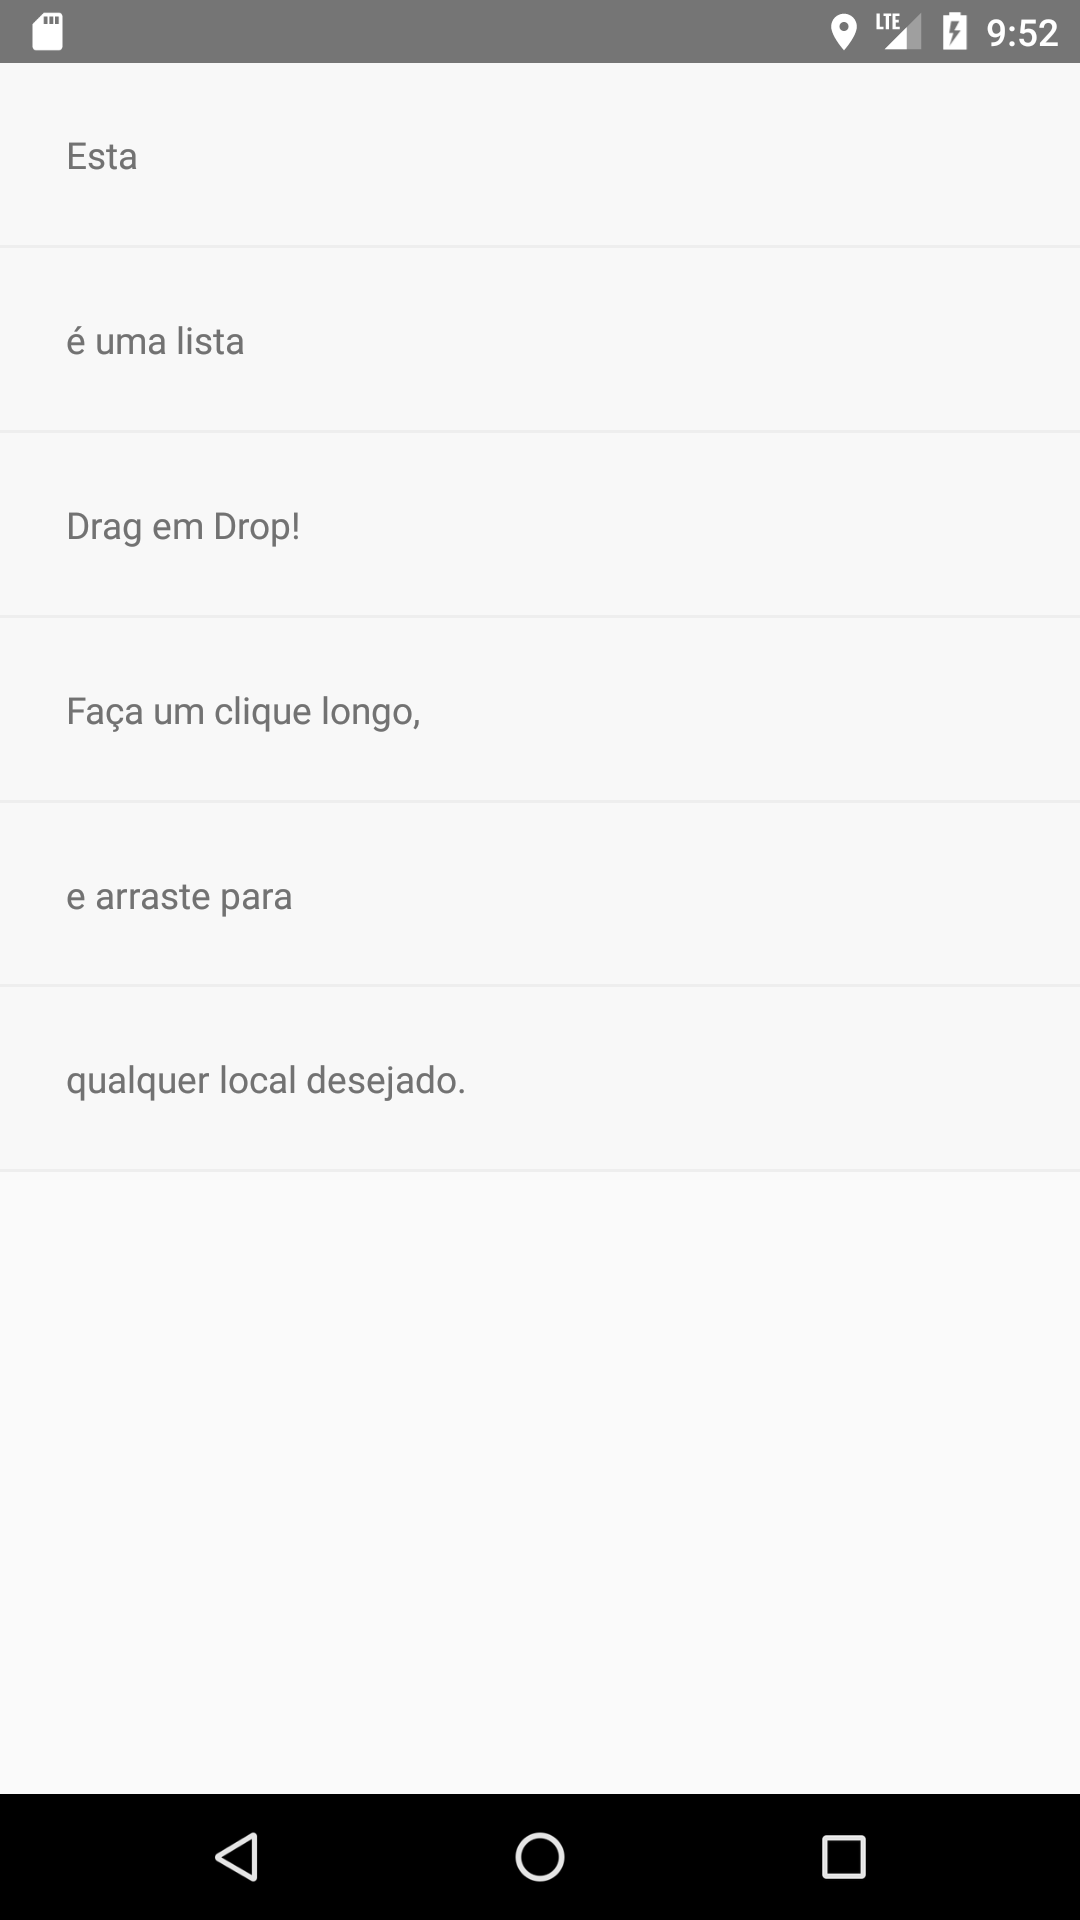 LTE 9:52
Esta
é uma lista
Drag em Drop!
Faça um clique longo,
e arraste para
qualquer local desejado.